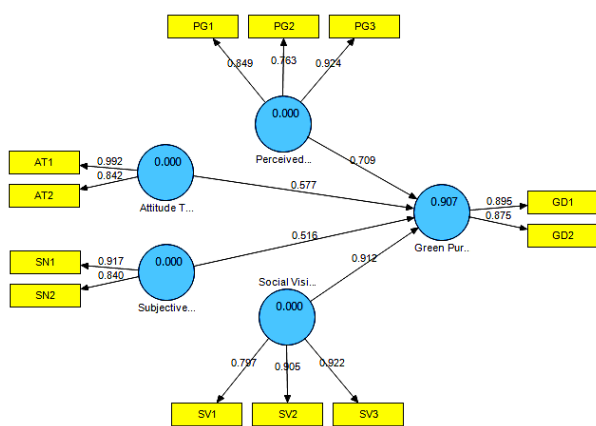 PG1 PG2 PG3
0.849 0.763 0.924
0.000
Perceived...
0.709
AT1 0.992
AT2 0.842
0.000
Attitude T...
0.577
0.907
Green Pur...
0.895 GD1
0.875 GD2
SN1 0.917
SN2 0.840
0.000
Subjective...
0.516
Social Visi...
0.912
0.000
0.797 0.905 0.922
SV1 SV2 SV3